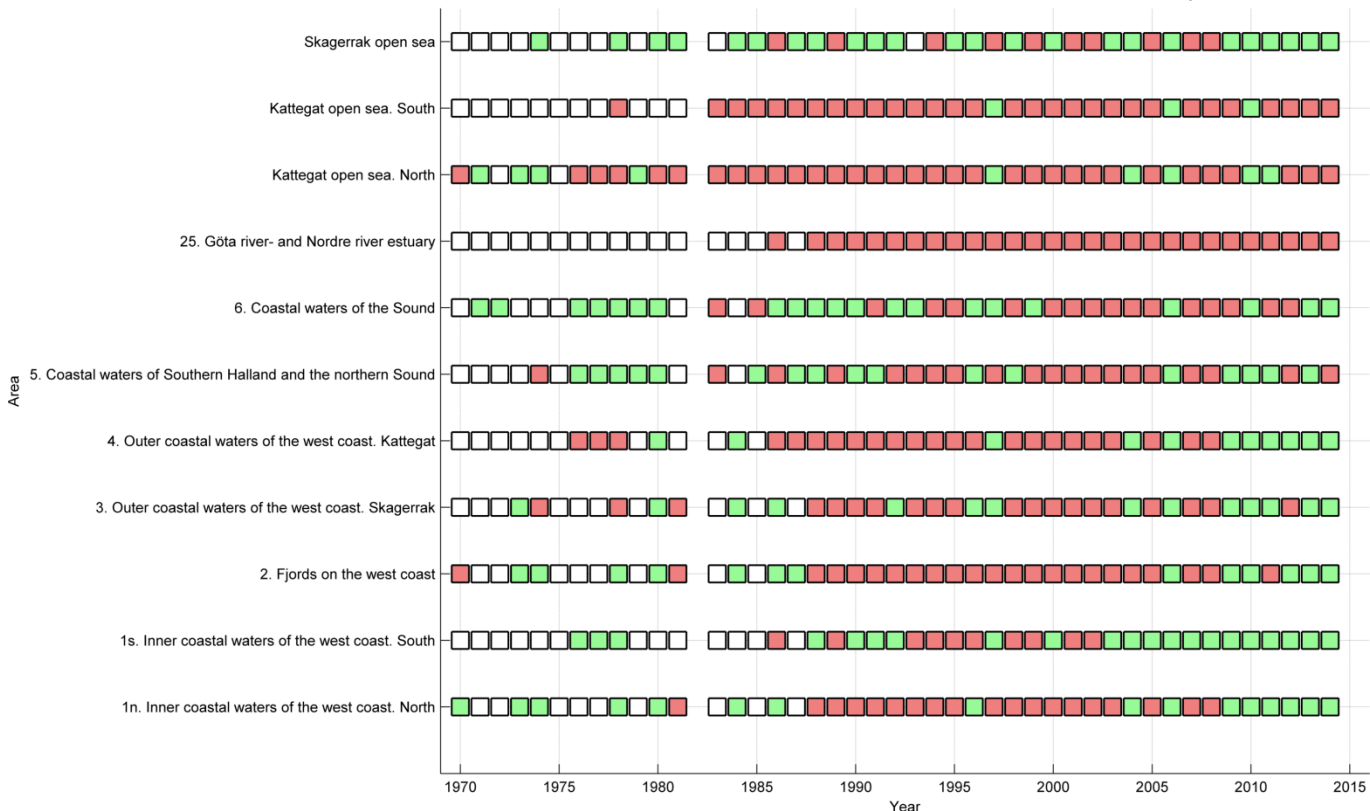 Skagerrak open sea
Kattegat open sea. South
Kattegat open sea. North
25. Göta river- and Nordre river estuary
6. Coastal waters of the Sound
5. Coastal waters of Southern Halland and the northern Sound
4. Outer coastal waters of the west coast. Kattegat
3. Outer coastal waters of the west coast. Skagerrak
2. Fjords on the west coast
1s. Inner coastal waters of the west coast. South
1n. Inner coastal waters of the west coast. North
Area
1970 1975 1980 1985 1990 1995 2000 2005 2010 2015
Year